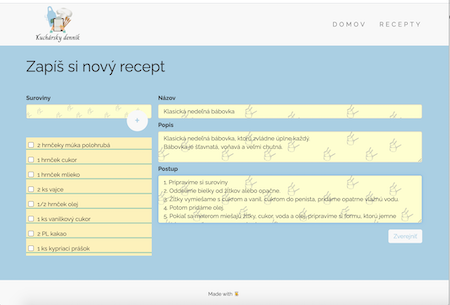 Kuchársky denník
DOMOV
RECEPTY
Zapíš si nový recept
Suroviny
2 hrnčeky múka polohrubá
1 hrnček cukor
1 hrnček mlieko
2 ks vajce
1/2 hrnček olej
1 ks vanilkový cukor
2 PL kakao
1 ks kypriaci prášok
Názov
Klasická nedeľná bábovka
Popis
Klasická nedeľná bábovka, ktorú zvládne úplne každý.
Bábovka je šťavnatá, voňavá a veľmi chutná.
Postup
1. Pripravíme si suroviny
2. Oddelíme bielky od žĺtkov alebo opačne.
3. Žĺtky vymiešame s cukrom a vanil. cukrom do penista, pridáme opatrne vlažnú vodu.
4. Potom pridáme olej.
5. Pokiaľ sa mixérom miešajú žĺtky, cukor, voda a olej pripravíme si formu, ktorú jemne
Zverejniť
Made with